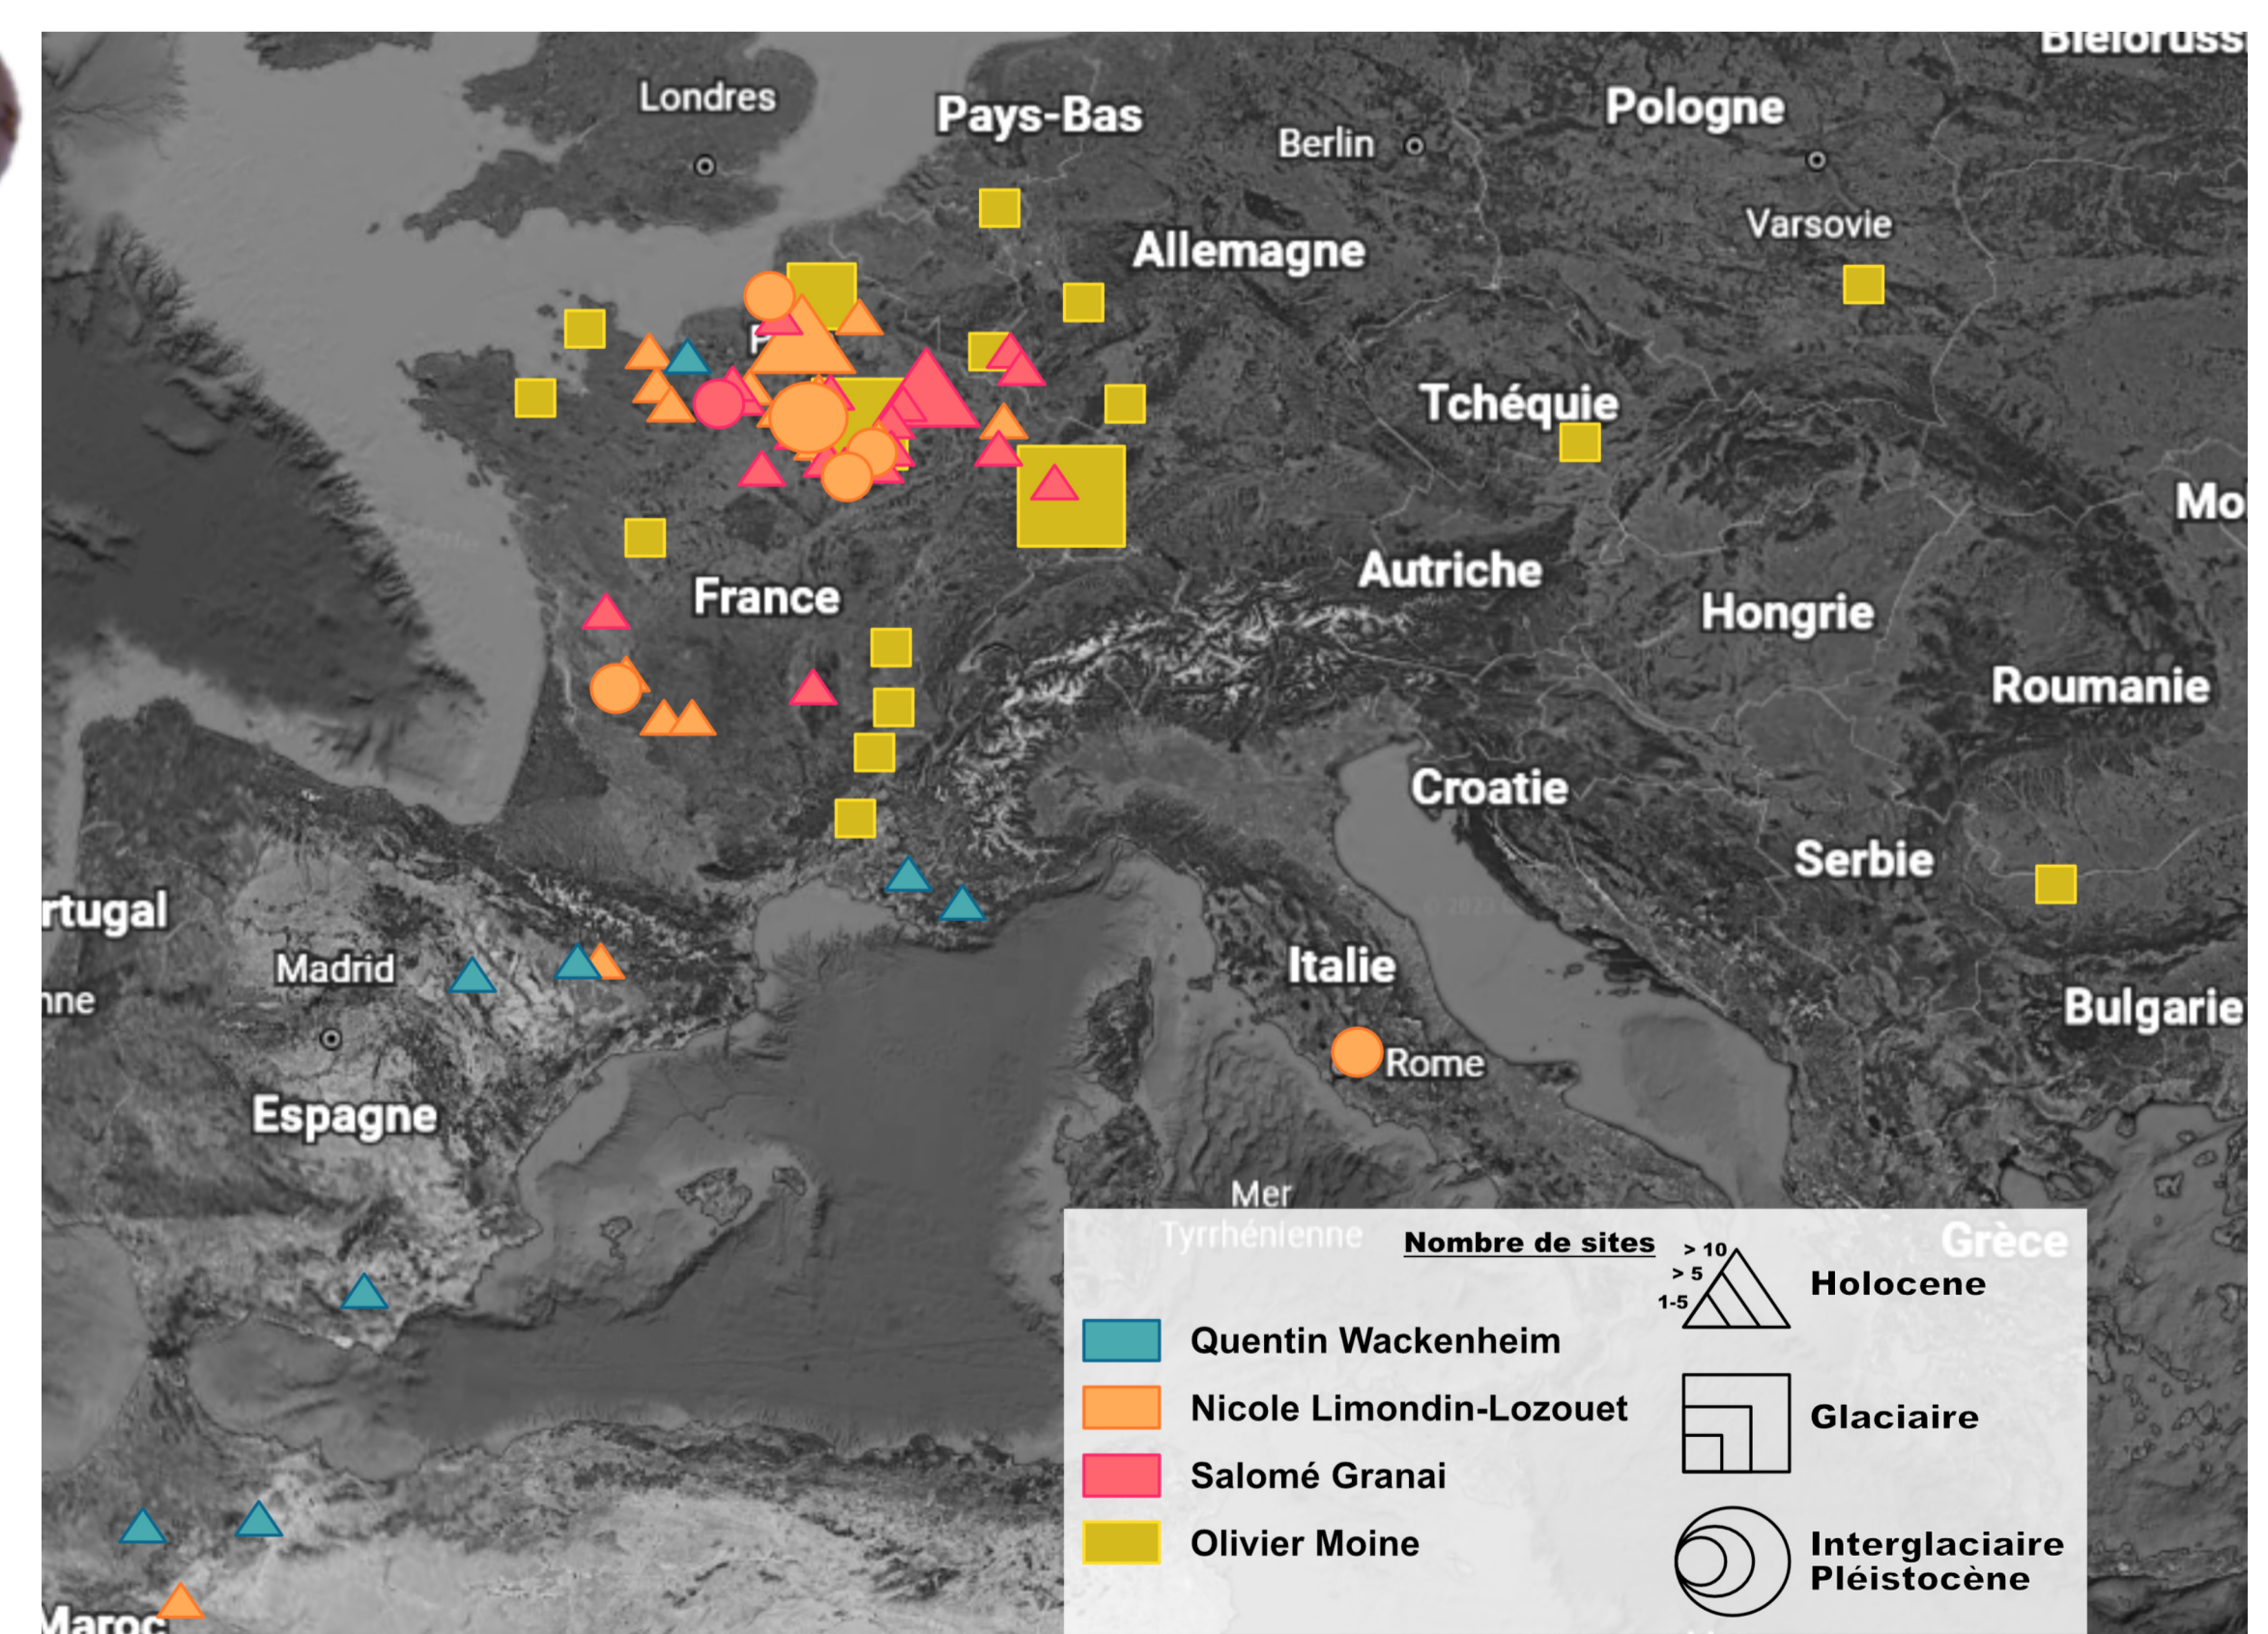 Biélorussi
Londres
Pays-Bas
Berlin
Pologne
Varsovie
Allemagne
P
Tchéquie
Mo
Autriche
France
Hongrie
Roumanie
Croatie
Serbie
rtugal
Madrid
Italie
nne
Bulgarie
Rome
Espagne
Mer
Tyrrhénienne
Grèce
Maroc
Nombre de sites
> 10
> 5
1-5
Holocene
Glaciaire
Interglaciaire
Pléistocène
Quentin Wackenheim
Nicole Limondin-Lozouet
Salomé Granai
Olivier Moine